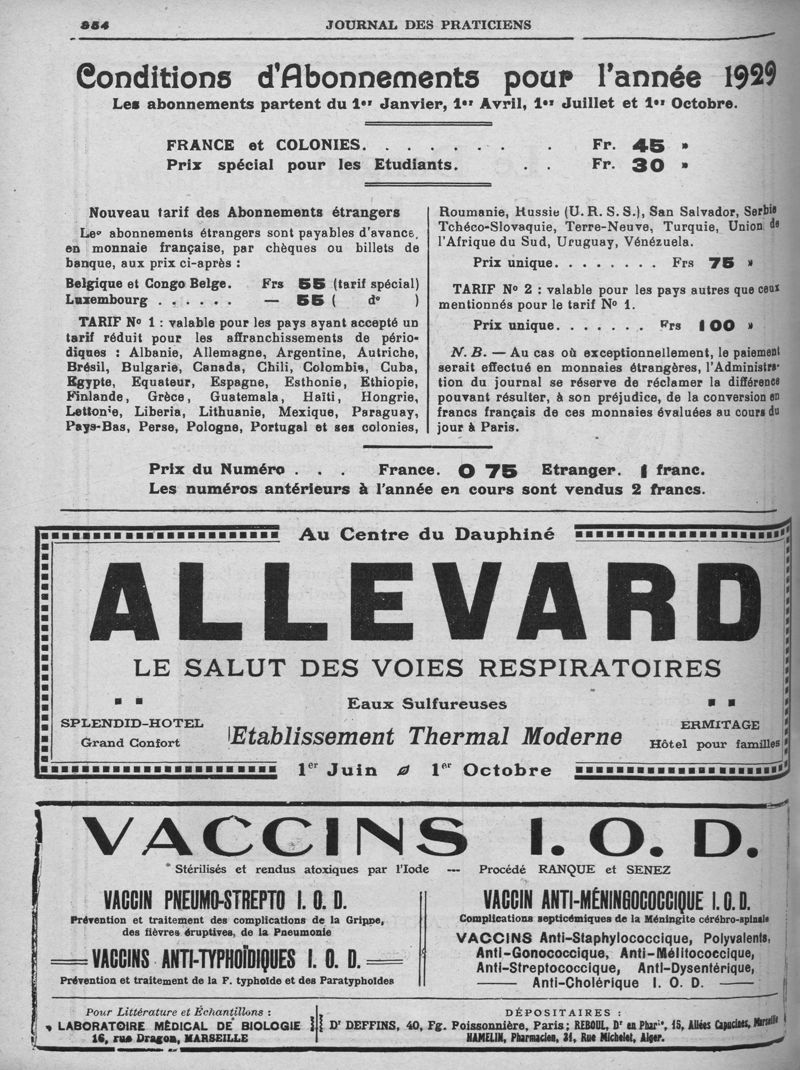 354
JOURNAL DES PRATICIENS
Conditions d'Abonnements pour l'année 1929
Les abonnements partent du 1er Janvier, 1er Avril, 1er Juillet et 1er Octobre.
FRANCE et COLONIES. . . . . . . . Fr. 45 »
Prix spécial pour les Etudiants. . . Fr. 30 »
Nouveau tarif des Abonnements étrangers
Les abonnements étrangers sont payables d'avance,
en monnaie française, par chèques ou billets de
banque, aux prix ci-après :
Belgique et Congo Belge. Frs 55 (tarif spécial)
Luxembourg . . . . . . — 55 ( do )
TARIF No 1 : valable pour les pays ayant accepté un
tarif réduit pour les affranchissements de pério-
diques : Albanie, Allemagne, Argentine, Autriche,
Brésil, Bulgarie, Canada, Chili, Colombie, Cuba,
Egypte, Equateur, Espagne, Esthonie, Ethiopie,
Finlande, Grèce, Guatemala, Haïti, Hongrie,
Lettonie, Liberia, Lithuanie, Mexique, Paraguay,
Pays-Bas, Perse, Pologne, Portugal et ses colonies,
Roumanie, Russie (U. R. S. S.), San Salvador, Serbie
Tchéco-Slovaquie, Terre-Neuve, Turquie, Union de
l'Afrique du Sud, Uruguay, Vénézuela.
Prix unique. . . . . . . . Frs 75 »
TARIF No 2 : valable pour les pays autres que ceux
mentionnés pour le tarif No 1.
Prix unique. . . . . . . Frs 100 »
N. B. — Au cas où exceptionnellement, le paiement
serait effectué en monnaies étrangères, l'Administra-
tion du journal se réserve de réclamer la différence
pouvant résulter, à son préjudice, de la conversion en
francs français de ces monnaies évaluées au cours du
jour à Paris.
Prix du Numéro . . . France. 0 75 Etranger. 1 franc.
Les numéros antérieurs à l'année en cours sont vendus 2 francs.
Au Centre du Dauphiné
ALLEVARD
LE SALUT DES VOIES RESPIRATOIRES
Eaux Sulfureuses
SPLENDID-HOTEL
Grand Confort
Etablissement Thermal Moderne
ERMITAGE
Hôtel pour familles
1er Juin 1er Octobre
VACCINS I. O. D.
Stérilisés et rendus atoxiques par l'Iode --- Procédé RANQUE et SENEZ
VACCIN PNEUMO-STREPTO I. O. D.
Prévention et traitement des complications de la Grippe,
des fièvres éruptives, de la Pneumonie
VACCINS ANTI-TYPHOÏDIQUES I. O. D.
Prévention et traitement de la F. typhoïde et des Paratyphoïdes
VACCIN ANTI-MÉNINGOCOCCIQUE I. O. D.
Complications septicémiques de la Méningite cérébro-spinale
VACCINS Anti-Staphylococcique, Polyvalents,
Anti-Gonococcique, Anti-Mélitococcique,
Anti-Streptococcique, Anti-Dysentérique,
Anti-Cholérique I. O. D.
Pour Littérature et Échantillons :
LABORATOIRE MÉDICAL DE BIOLOGIE
16, rue Dragon, MARSEILLE
DÉPOSITAIRES :
Dr DEFFINS, 40, Fg. Poissonnière, Paris; REBOUL, Dr en Phar​ie, 15, Allées Capucines, Marseille
HAMELIN, Pharmacien, 31, Rue Michelet, Alger.